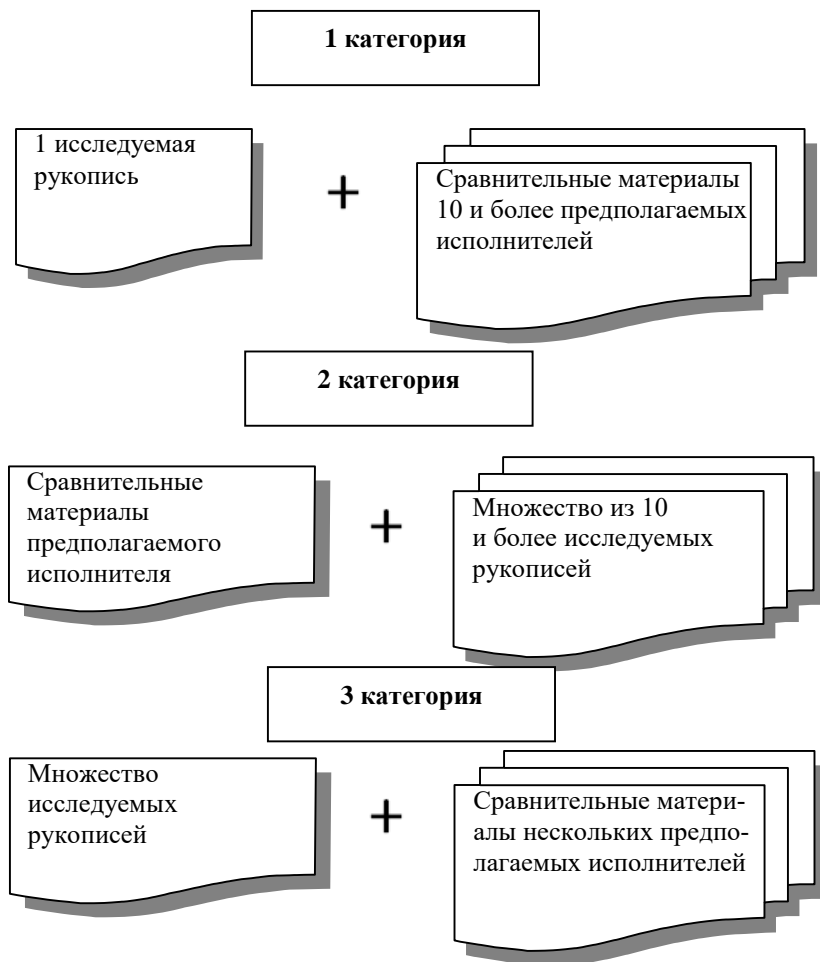 1 категория
1 исследуемая
рукопись
+
Сравнительные материалы
10 и более предполагаемых
исполнителей
2 категория
Сравнительные
материалы
предполагаемого
исполнителя
+
Множество из 10
и более исследуемых
рукописей
3 категория
Множество
исследуемых
рукописей
+
Сравнительные матери-
алы нескольких предпо-
лагаемых исполнителей